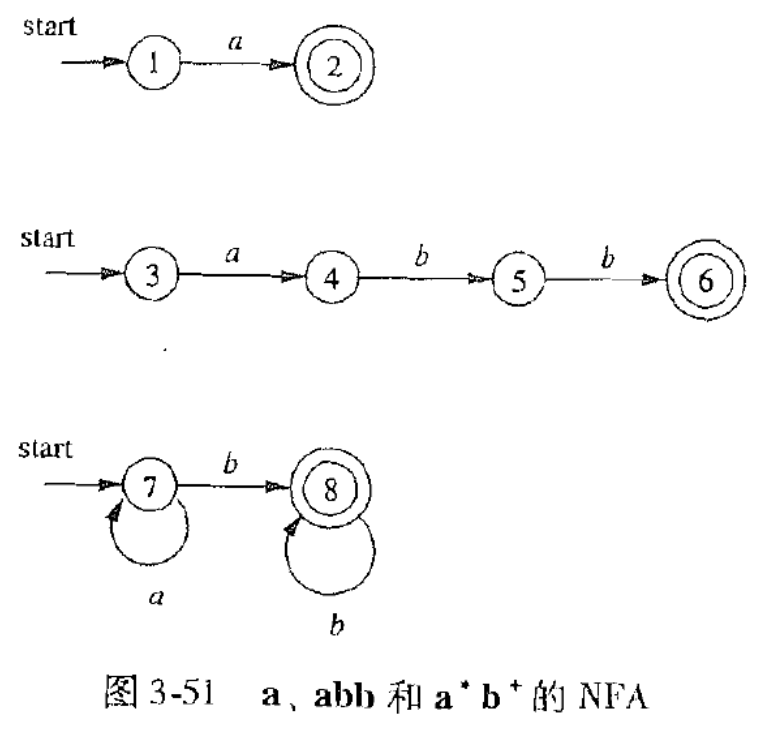 start
1 a 2
start
3 a 4 b 5 b 6
start
7 b 8
a
b
图 3-51 a、abb 和 a*b+的 NFA